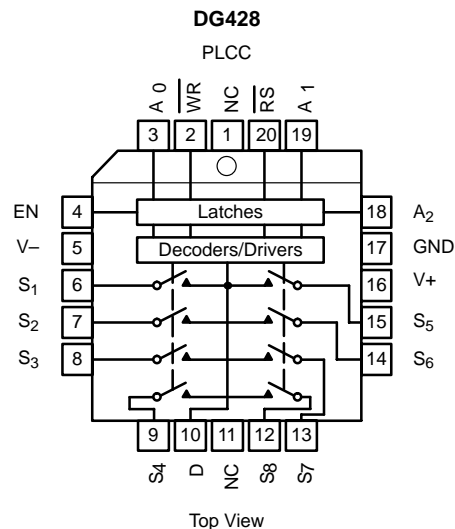 DG428
PLCC
A 0
WR
NC
RS
A 1
3
2
1
20
19
EN 4 Latches 18 A2
V– 5 Decoders/Drivers 17 GND
S1 6 16 V+
S2 7 15 S5
S3 8 14 S6
9
10
11
12
13
S4
D
NC
S8
S7
Top View